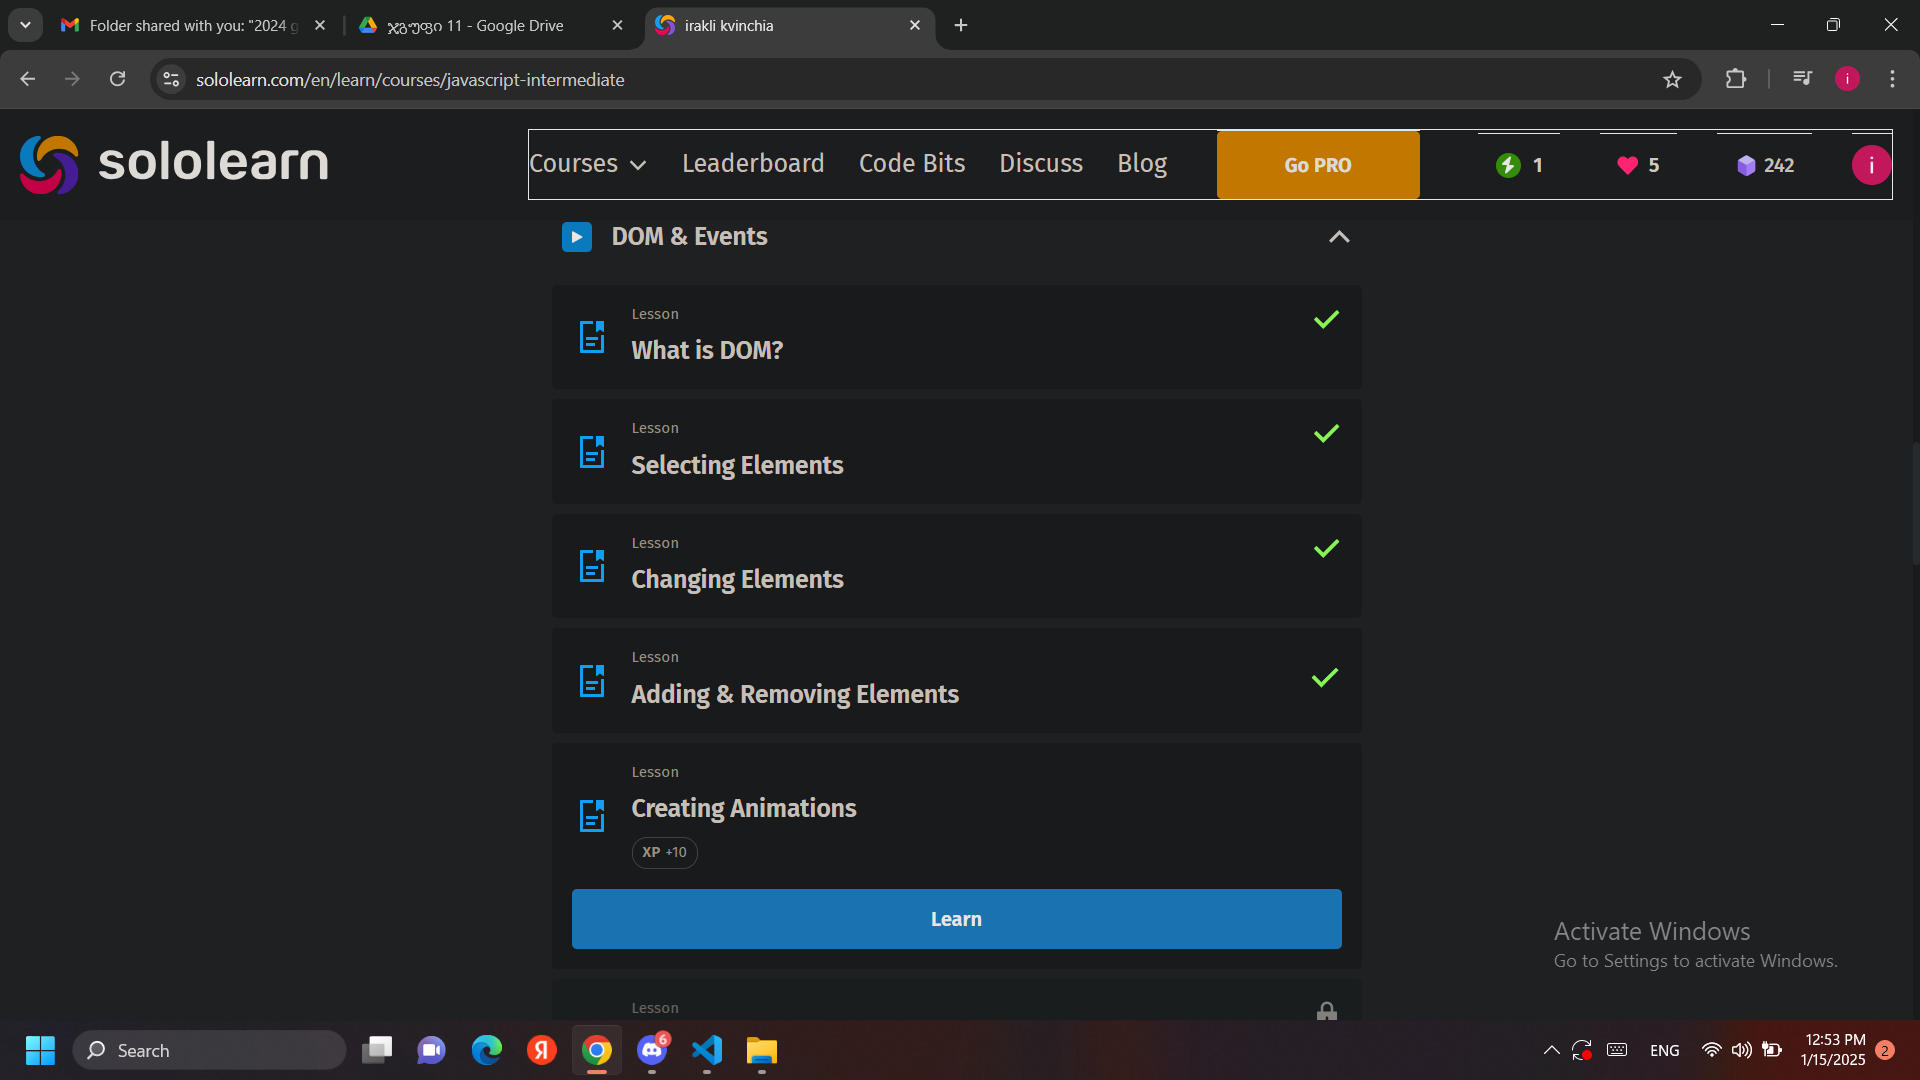 Folder shared with you: "2024 g
ჯგუფი 11 - Google Drive
irakli kvinchia
sololearn.com/en/learn/courses/javascript-intermediate
i
sololearn
Courses
Leaderboard
Code Bits
Discuss
Blog
Go PRO
1
5
242
i
DOM & Events
Lesson
What is DOM?
Lesson
Selecting Elements
Lesson
Changing Elements
Lesson
Adding & Removing Elements
Lesson
Creating Animations
XP +10
Learn
Lesson
Activate Windows
Go to Settings to activate Windows.
Search
Я
6
ENG
12:53 PM
1/15/2025
2